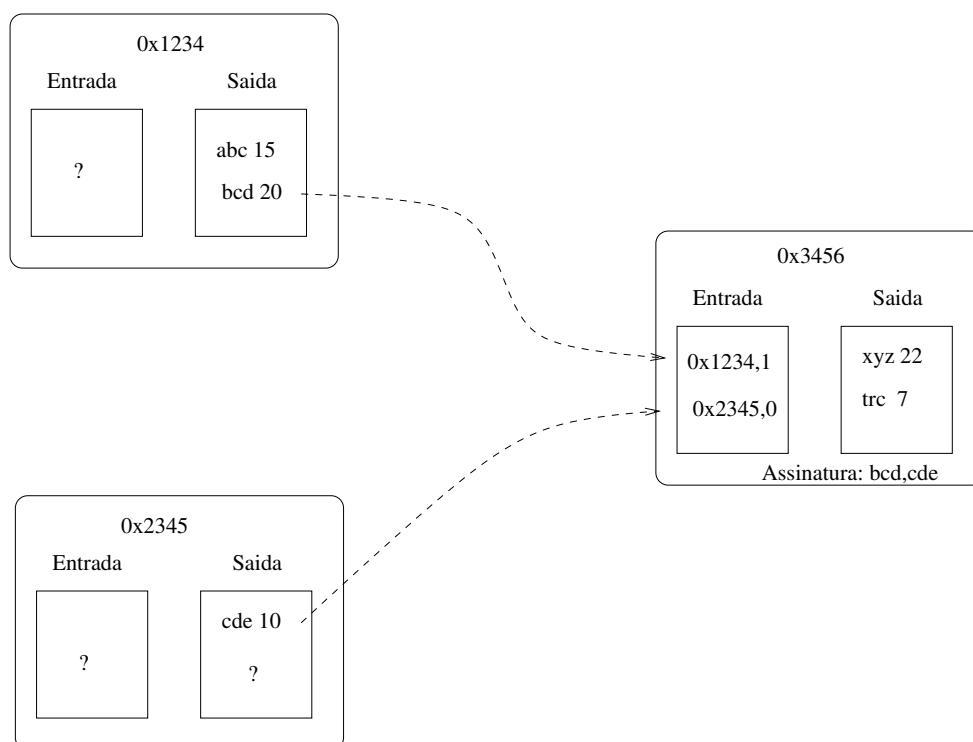 0x1234
Entrada Saida
?
abc 15
bcd 20
0x3456
Entrada Saida
0x1234,1
0x2345,0
xyz 22
trc 7
Assinatura: bcd,cde
0x2345
Entrada Saida
?
cde 10
?